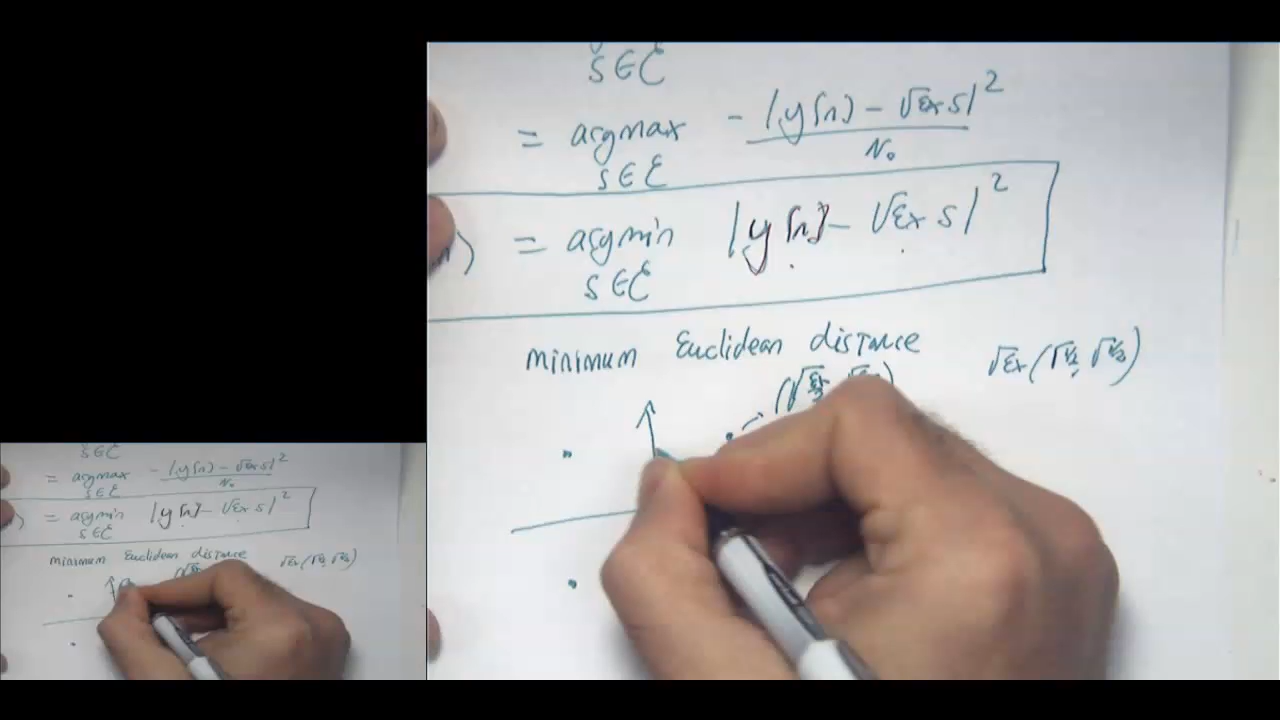 s ∈ C
= argmax - |y[n] - √Ex s|²
s ∈ C N₀
= argmin |y[n] - √Ex s|²
s ∈ C
minimum Euclidean distance
√Ex (√½, √½)